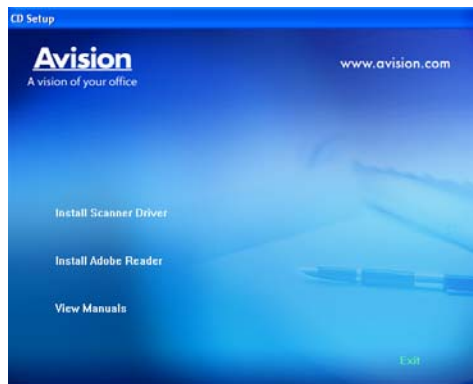 CD Setup
Avision
www.avision.com
A vision of your office
Install Scanner Driver
Install Adobe Reader
View Manuals
Exit